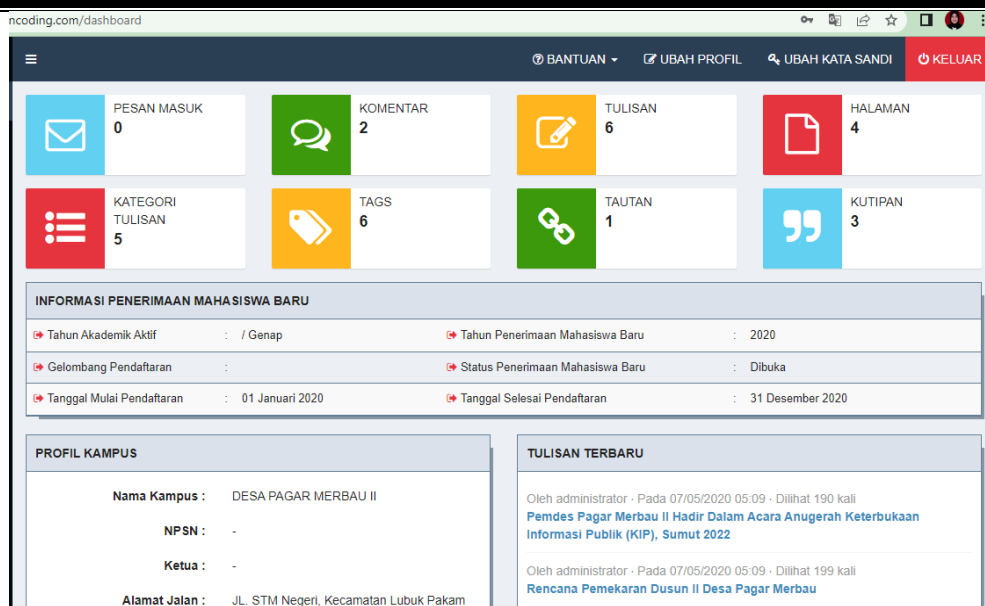 ncoding.com/dashboard
BANTUAN
UBAH PROFIL
UBAH KATA SANDI
KELUAR
PESAN MASUK
0
KOMENTAR
2
TULISAN
6
HALAMAN
4
KATEGORI
TULISAN
5
TAGS
6
TAUTAN
1
KUTIPAN
3
INFORMASI PENERIMAAN MAHASISWA BARU
Tahun Akademik Aktif : / Genap
Tahun Penerimaan Mahasiswa Baru : 2020
Gelombang Pendaftaran :
Status Penerimaan Mahasiswa Baru : Dibuka
Tanggal Mulai Pendaftaran : 01 Januari 2020
Tanggal Selesai Pendaftaran : 31 Desember 2020
PROFIL KAMPUS
Nama Kampus : DESA PAGAR MERBAU II
NPSN : -
Ketua : -
Alamat Jalan : JL. STM Negeri, Kecamatan Lubuk Pakam
TULISAN TERBARU
Oleh administrator · Pada 07/05/2020 05:09 · Dilihat 190 kali
Pemdes Pagar Merbau II Hadir Dalam Acara Anugerah Keterbukaan
Informasi Publik (KIP), Sumut 2022
Oleh administrator · Pada 07/05/2020 05:09 · Dilihat 199 kali
Rencana Pemekaran Dusun II Desa Pagar Merbau